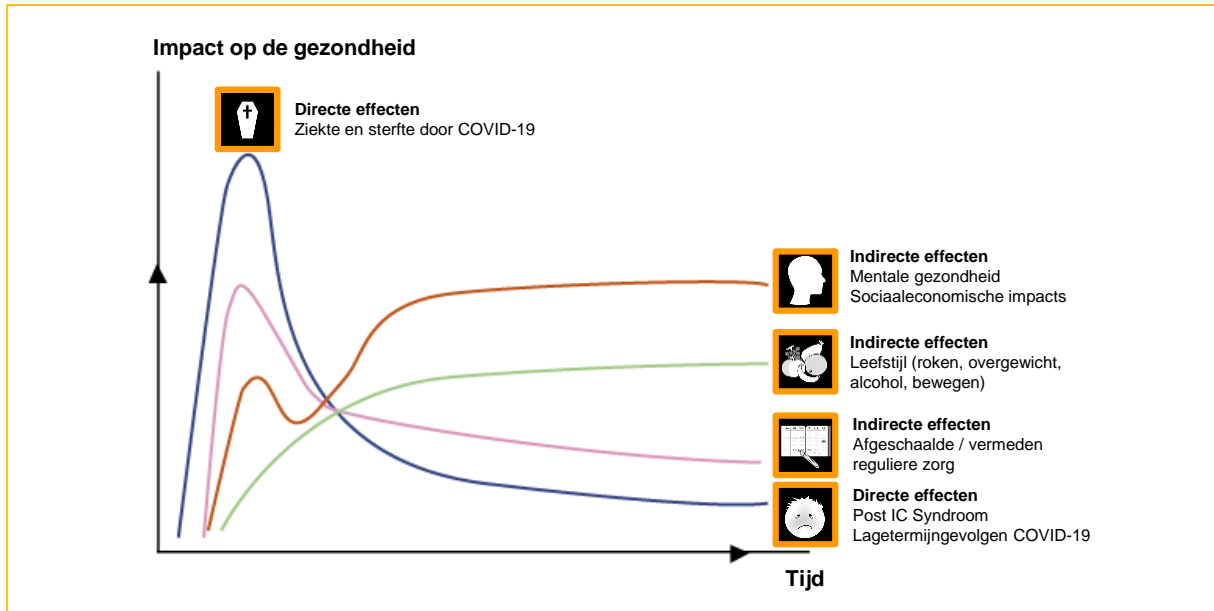 Impact op de gezondheid
Directe effecten
Ziekte en sterfte door COVID-19
Indirecte effecten
Mentale gezondheid
Sociaaleconomische impacts
Indirecte effecten
Leefstijl (roken, overgewicht,
alcohol, bewegen)
Indirecte effecten
Afgeschaalde / vermeden
reguliere zorg
Directe effecten
Post IC Syndroom
Lagetermijngevolgen COVID-19
Tijd